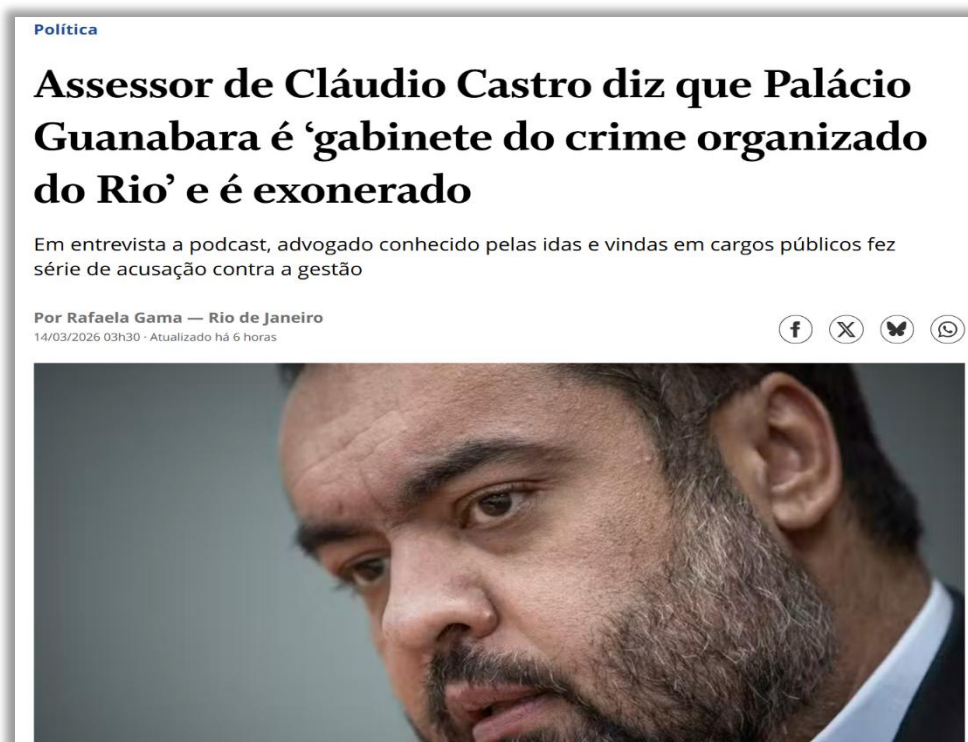 Política
Assessor de Cláudio Castro diz que Palácio
Guanabara é ‘gabinete do crime organizado
do Rio’ e é exonerado
Em entrevista a podcast, advogado conhecido pelas idas e vindas em cargos públicos fez
série de acusação contra a gestão
Por Rafaela Gama — Rio de Janeiro
14/03/2026 03h30 · Atualizado há 6 horas